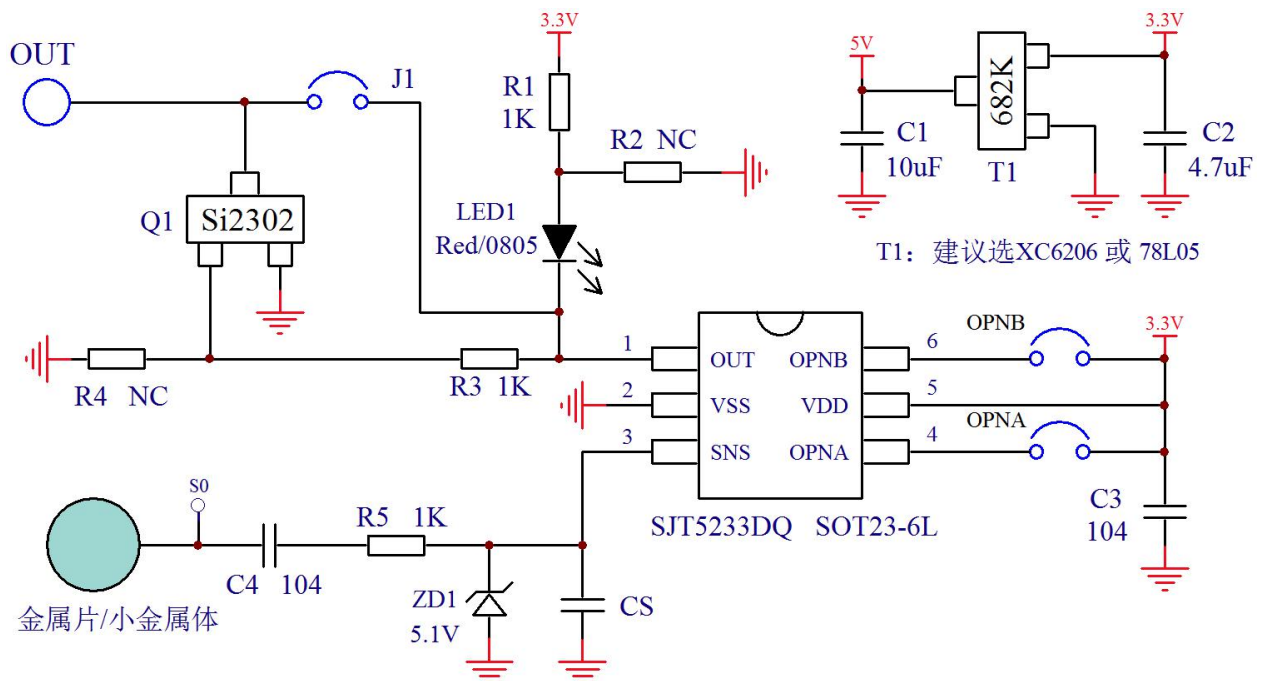 OUT
J1
Q1
Si2302
R4 NC
R3 1K
3.3V
R1
1K
R2 NC
LED1
Red/0805
5V
C1
10uF
682K
T1
3.3V
C2
4.7uF
T1：建议选XC6206 或 78L05
1
2
3
OUT
VSS
SNS
OPNB
VDD
OPNA
6
5
4
OPNB
OPNA
3.3V
C3
104
SJT5233DQ SOT23-6L
S0
C4 104
R5 1K
ZD1
5.1V
CS
金属片/小金属体